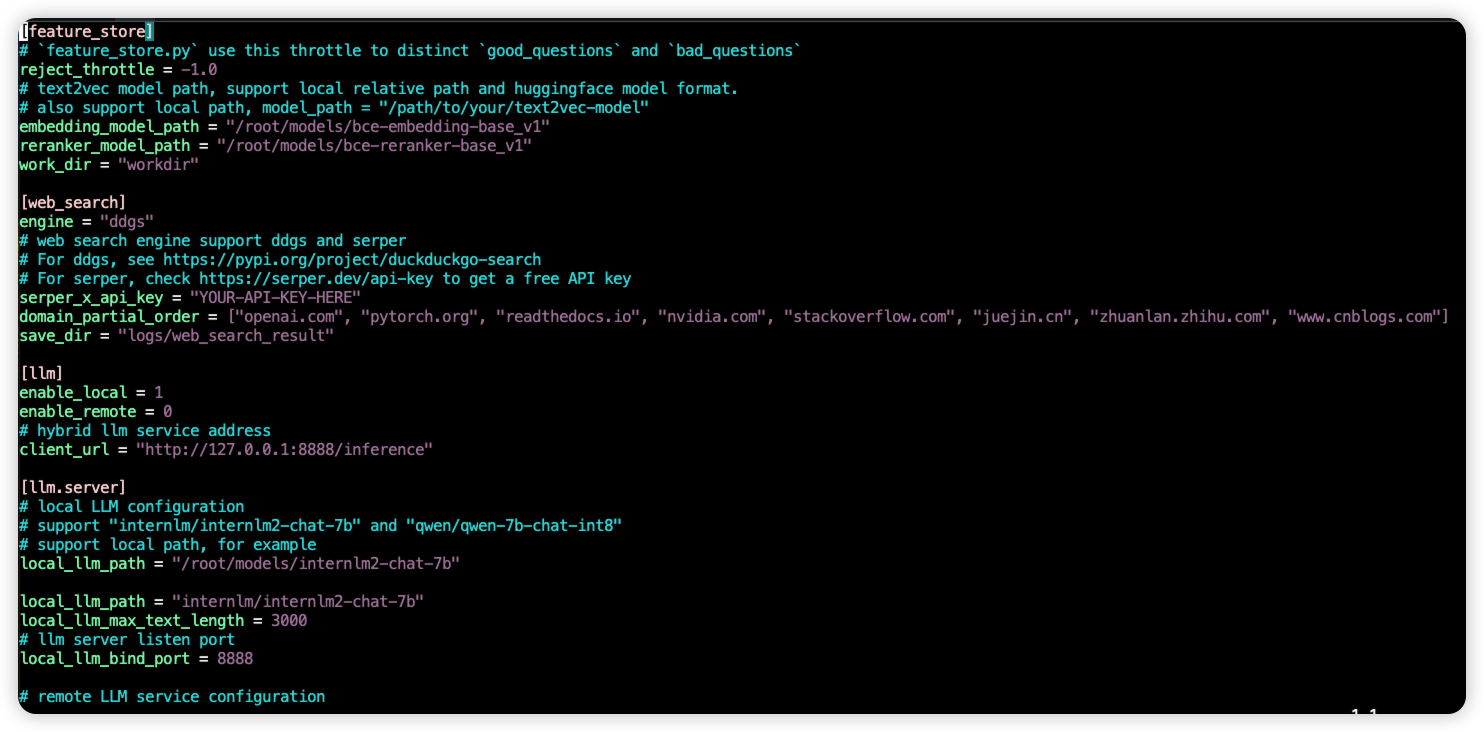 [feature_store]
# `feature_store.py` use this throttle to distinct `good_questions` and `bad_questions`
reject_throttle = -1.0
# text2vec model path, support local relative path and huggingface model format.
# also support local path, model_path = "/path/to/your/text2vec-model"
embedding_model_path = "/root/models/bce-embedding-base_v1"
reranker_model_path = "/root/models/bce-reranker-base_v1"
work_dir = "workdir"
[web_search]
engine = "ddgs"
# web search engine support ddgs and serper
# For ddgs, see https://pypi.org/project/duckduckgo-search
# For serper, check https://serper.dev/api-key to get a free API key
serper_x_api_key = "YOUR-API-KEY-HERE"
domain_partial_order = ["openai.com", "pytorch.org", "readthedocs.io", "nvidia.com", "stackoverflow.com", "juejin.cn", "zhuanlan.zhihu.com", "www.cnblogs.com"]
save_dir = "logs/web_search_result"
[llm]
enable_local = 1
enable_remote = 0
# hybrid llm service address
client_url = "http://127.0.0.1:8888/inference"
[llm.server]
# local LLM configuration
# support "internlm/internlm2-chat-7b" and "qwen/qwen-7b-chat-int8"
# support local path, for example
local_llm_path = "/root/models/internlm2-chat-7b"
local_llm_path = "internlm/internlm2-chat-7b"
local_llm_max_text_length = 3000
# llm server listen port
local_llm_bind_port = 8888
# remote LLM service configuration